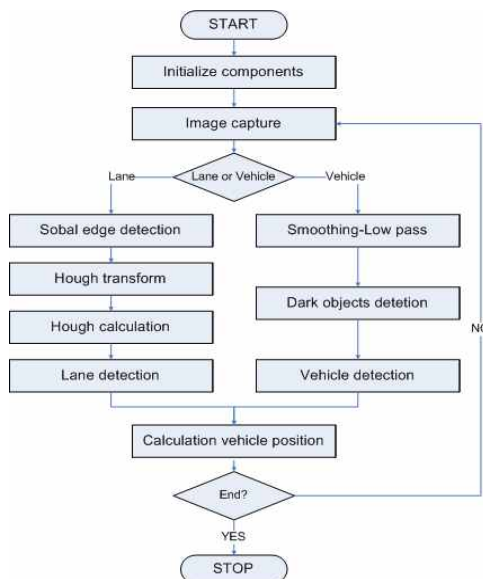 START
Initialize components
Image capture
Lane or Vehicle
Lane
Vehicle
Sobal edge detection
Smoothing-Low pass
Hough transform
Dark objects detetion
Hough calculation
NO
Lane detection
Vehicle detection
Calculation vehicle position
End?
YES
STOP